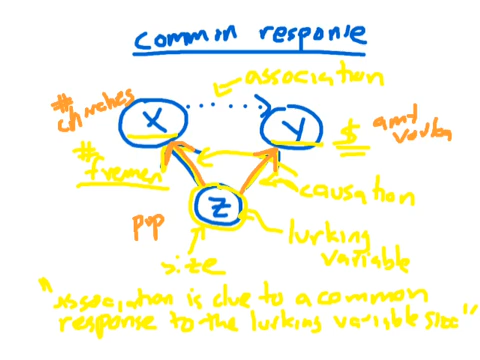 common response
association
# churches
X
Y
$
amt
# firemen
causation
Z
pop
lurking
variable
size
"Association is due to a common
response to the lurking variable size"